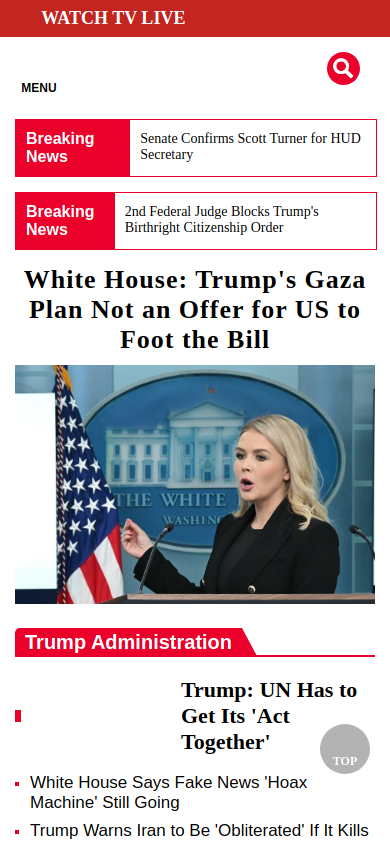 WATCH TV LIVE
MENU
Breaking
News
Senate Confirms Scott Turner for HUD
Secretary
Breaking
News
2nd Federal Judge Blocks Trump's
Birthright Citizenship Order
White House: Trump's Gaza
Plan Not an Offer for US to
Foot the Bill
THE WHITE
WASHING
Trump Administration
Trump: UN Has to
Get Its 'Act
Together'
TOP
White House Says Fake News 'Hoax
Machine' Still Going
Trump Warns Iran to Be 'Obliterated' If It Kills